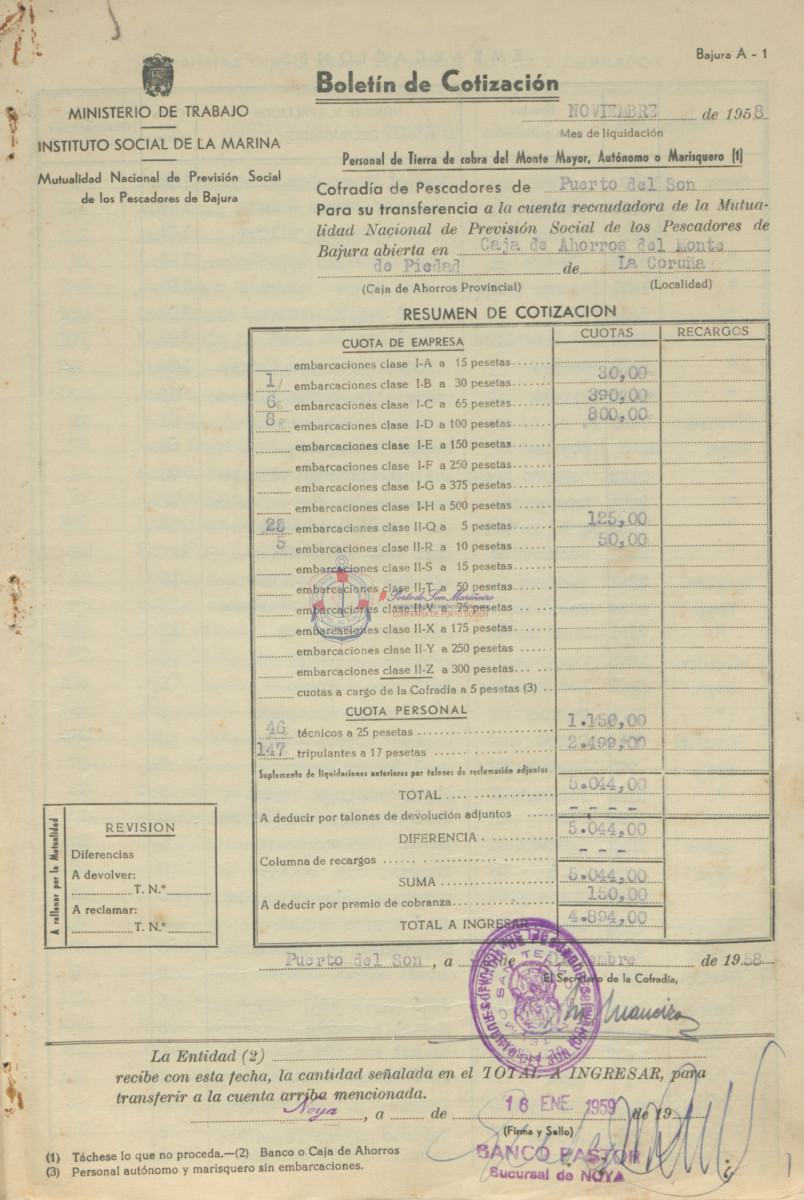 Bajura A - 1
Boletín de Cotización
MINISTERIO DE TRABAJO
INSTITUTO SOCIAL DE LA MARINA
Mutualidad Nacional de Previsión Social
de los Pescadores de Bajura
NOVIEMBRE de 1958
Mes de liquidación
Personal de Tierra de cobra del Monte Mayor, Autónomo o Marisquero (1)
Cofradía de Pescadores de Puerto del Son
Para su transferencia a la cuenta recaudadora de la Mutua-
lidad Nacional de Previsión Social de los Pescadores de
Bajura abierta en Caja de Ahorros del Monte
de Piedad de La Coruña
(Caja de Ahorros Provincial) (Localidad)
RESUMEN DE COTIZACION
CUOTA DE EMPRESA CUOTAS RECARGOS
embarcaciones clase I-A a 15 pesetas
1 embarcaciones clase I-B a 30 pesetas 30,00
6 embarcaciones clase I-C a 65 pesetas 390,00
8 embarcaciones clase I-D a 100 pesetas 800,00
embarcaciones clase I-E a 150 pesetas
embarcaciones clase I-F a 250 pesetas
embarcaciones clase I-G a 375 pesetas
embarcaciones clase I-H a 500 pesetas
25 embarcaciones clase II-Q a 5 pesetas 125,00
5 embarcaciones clase II-R a 10 pesetas 50,00
embarcaciones clase II-S a 15 pesetas
embarcaciones clase II-T a 50 pesetas
embarcaciones clase II-V a 75 pesetas
embarcaciones clase II-X a 175 pesetas
embarcaciones clase II-Y a 250 pesetas
embarcaciones clase II-Z a 300 pesetas
cuotas a cargo de la Cofradia a 5 pesetas (3)
Porto do Son Mariñeiro
CONFRARÍA DE PORTO DO SON
CUOTA PERSONAL
46 técnicos a 25 pesetas 1.150,00
147 tripulantes a 17 pesetas 2.499,00
Suplemento de liquidaciones anteriores por talones de reclamación adjuntos
TOTAL 5.044,00
A deducir por talones de devolución adjuntos - - - -
DIFERENCIA 5.044,00
Columna de recargos - - -
SUMA 5.044,00
A deducir por premio de cobranza 150,00
TOTAL A INGRESAR 4.894,00
A rellenar por la Mutualidad
REVISION
Diferencias
A devolver:
T. N.º
A reclamar:
T. N.º
Puerto del Son, a de de 1958
El Secretario de la Cofradía,
PUERTO DEL SON
La Entidad (2)
recibe con esta fecha, la cantidad señalada en el TOTAL A INGRESAR, para
transferir a la cuenta arriba mencionada.
Noya, a de 16 ENE. 1959 de 19
(Firma y Sello)
BANCO PASTOR
Sucursal de NOYA
(1) Táchese lo que no proceda.—(2) Banco o Caja de Ahorros
(3) Personal autónomo y marisquero sin embarcaciones.